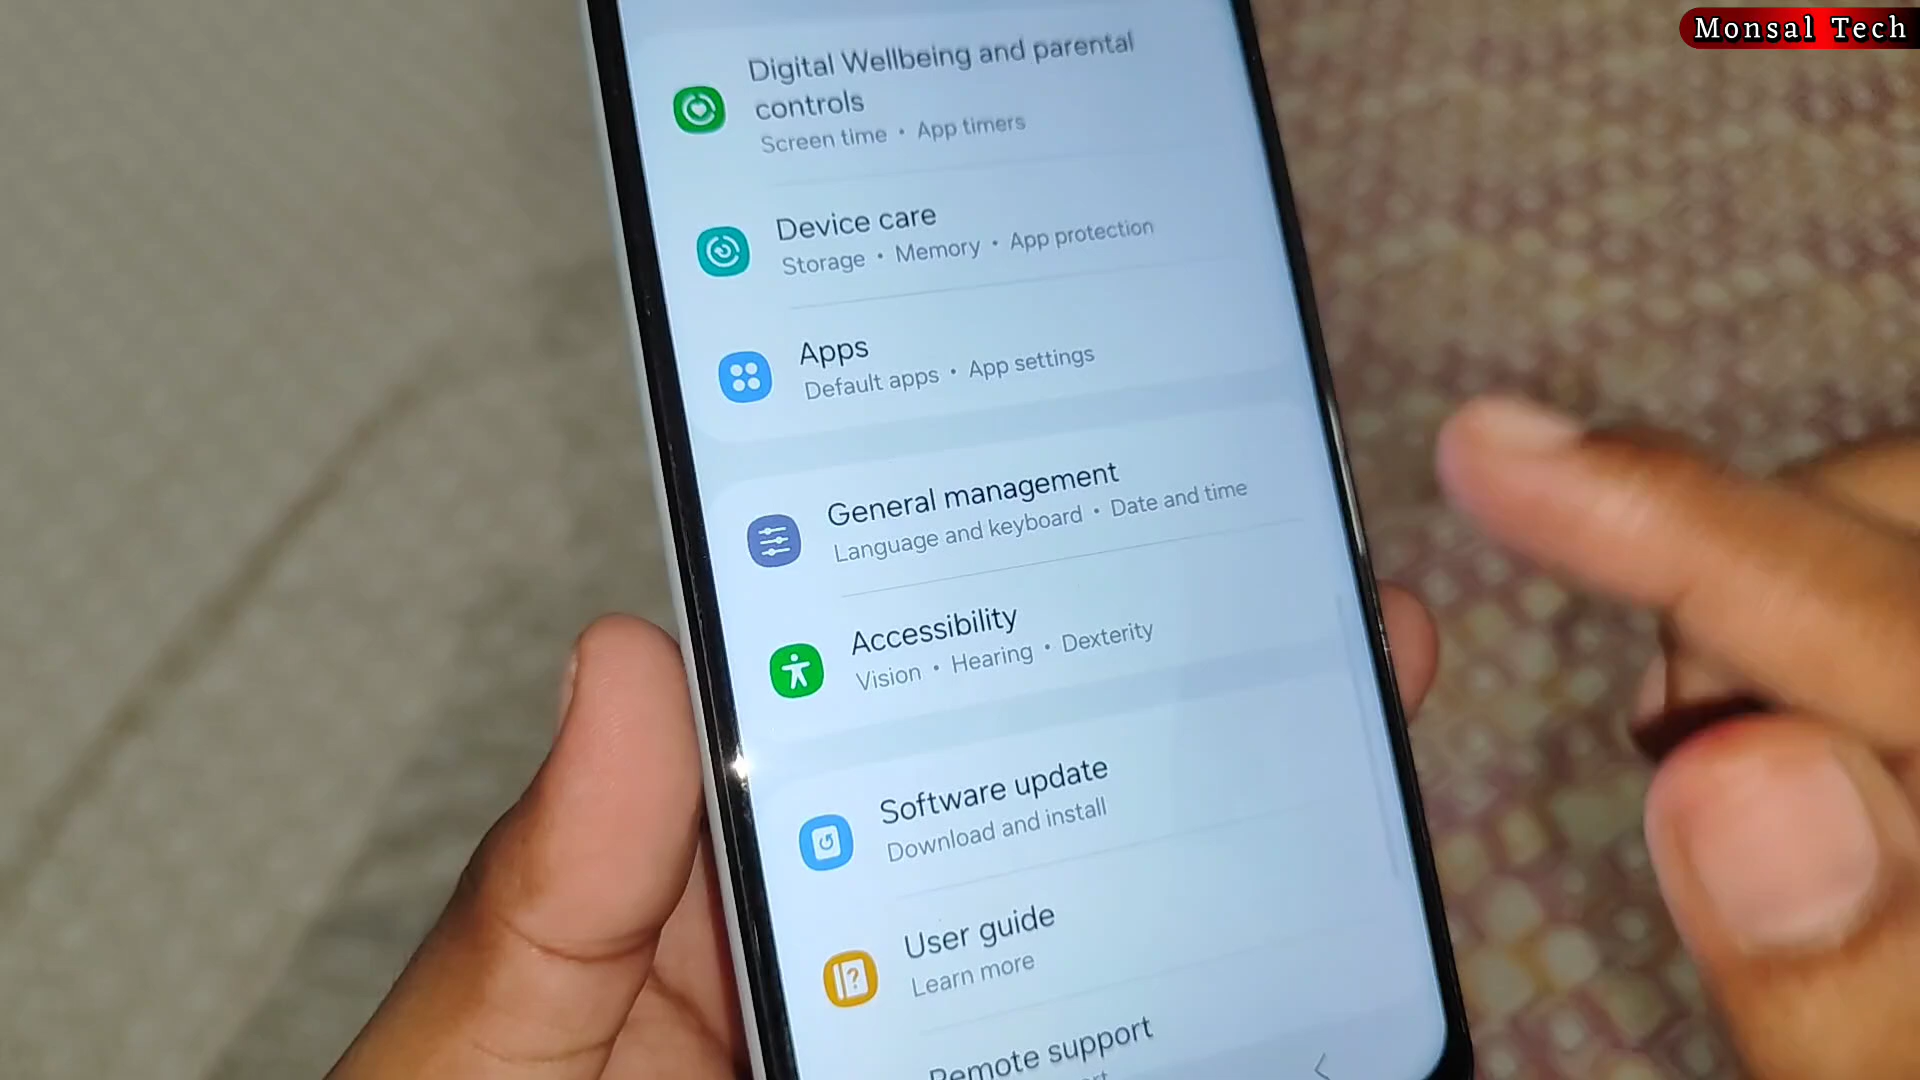 Monsal Tech
Digital Wellbeing and parental
controls
Screen time • App timers
Device care
Storage • Memory • App protection
Apps
Default apps • App settings
General management
Language and keyboard • Date and time
Accessibility
Vision • Hearing • Dexterity
Software update
Download and install
User guide
Learn more
Remote support